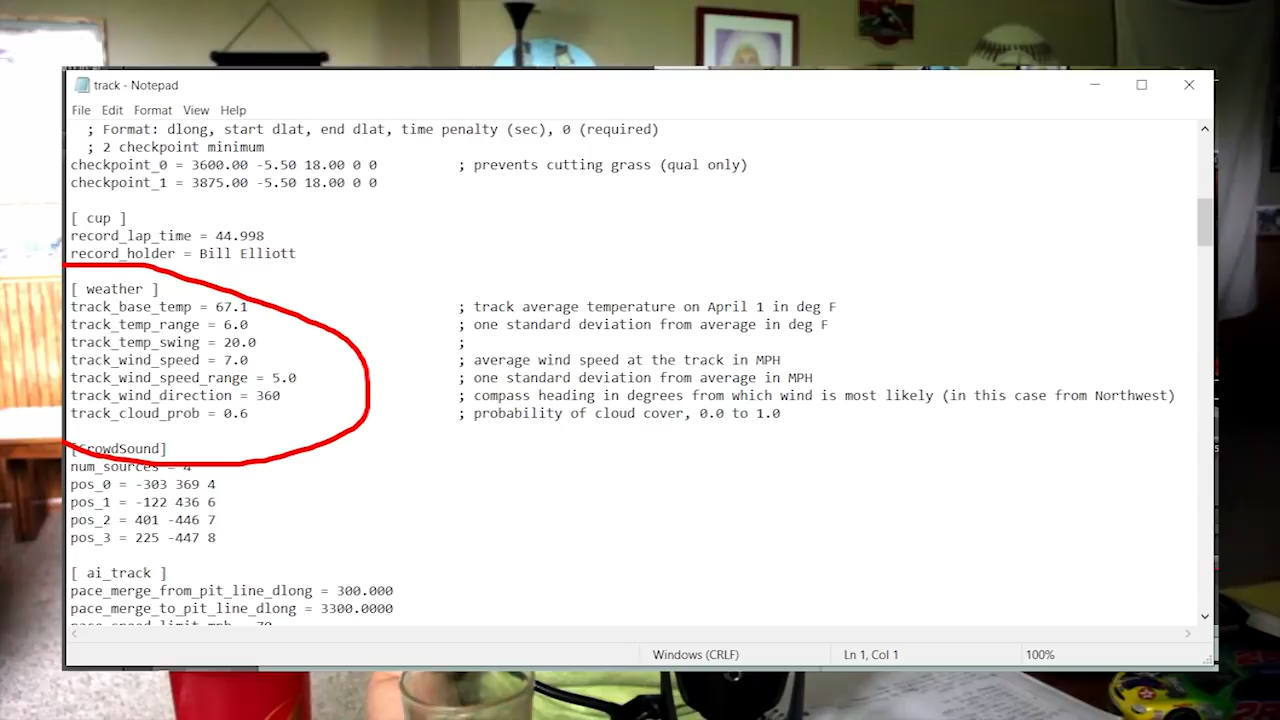 track - Notepad
File Edit Format View Help
; Format: dlong, start dlat, end dlat, time penalty (sec), 0 (required)
; 2 checkpoint minimum
checkpoint_0 = 3600.00 -5.50 18.00 0 0 ; prevents cutting grass (qual only)
checkpoint_1 = 3875.00 -5.50 18.00 0 0
[ cup ]
record_lap_time = 44.998
record_holder = Bill Elliott
[ weather ]
track_base_temp = 67.1 ; track average temperature on April 1 in deg F
track_temp_range = 6.0 ; one standard deviation from average in deg F
track_temp_swing = 20.0 ;
track_wind_speed = 7.0 ; average wind speed at the track in MPH
track_wind_speed_range = 5.0 ; one standard deviation from average in MPH
track_wind_direction = 360 ; compass heading in degrees from which wind is most likely (in this case from Northwest)
track_cloud_prob = 0.6 ; probability of cloud cover, 0.0 to 1.0
[CrowdSound]
num_sources = 4
pos_0 = -303 369 4
pos_1 = -122 436 6
pos_2 = 401 -446 7
pos_3 = 225 -447 8
[ ai_track ]
pace_merge_from_pit_line_dlong = 300.000
pace_merge_to_pit_line_dlong = 3300.0000
Windows (CRLF) Ln 1, Col 1 100%